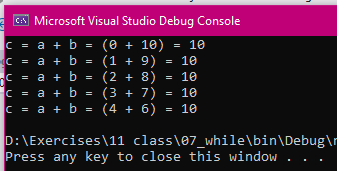 Microsoft Visual Studio Debug Console
c = a + b = (0 + 10) = 10
c = a + b = (1 + 9) = 10
c = a + b = (2 + 8) = 10
c = a + b = (3 + 7) = 10
c = a + b = (4 + 6) = 10
D:\Exercises\11 class\07_while\bin\Debug\
Press any key to close this window . . .